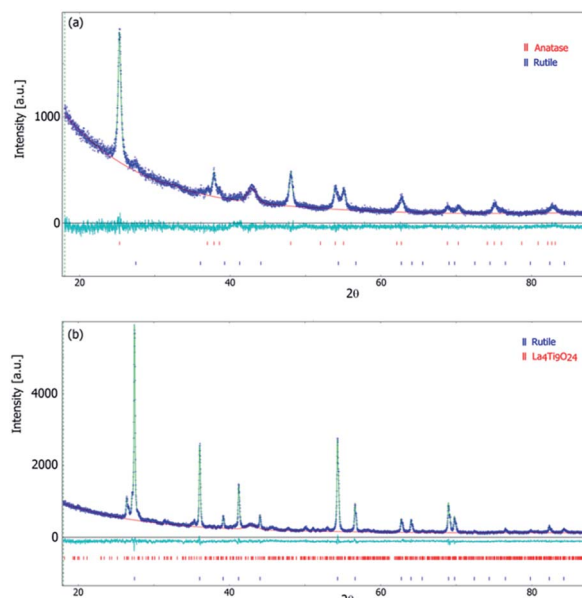 (a)
Anatase
Rutile
Intensity [a.u.]
1000
0
20
40
60
80
2θ
(b)
Rutile
La4Ti9O24
Intensity [a.u.]
4000
2000
0
20
40
60
80
2θ